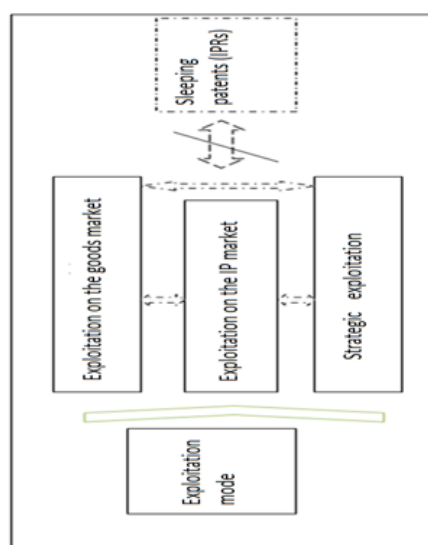 Exploitation
mode
Exploitation on the goods market
Exploitation on the IP market
Strategic exploitation
Sleeping
patents (IPRs)